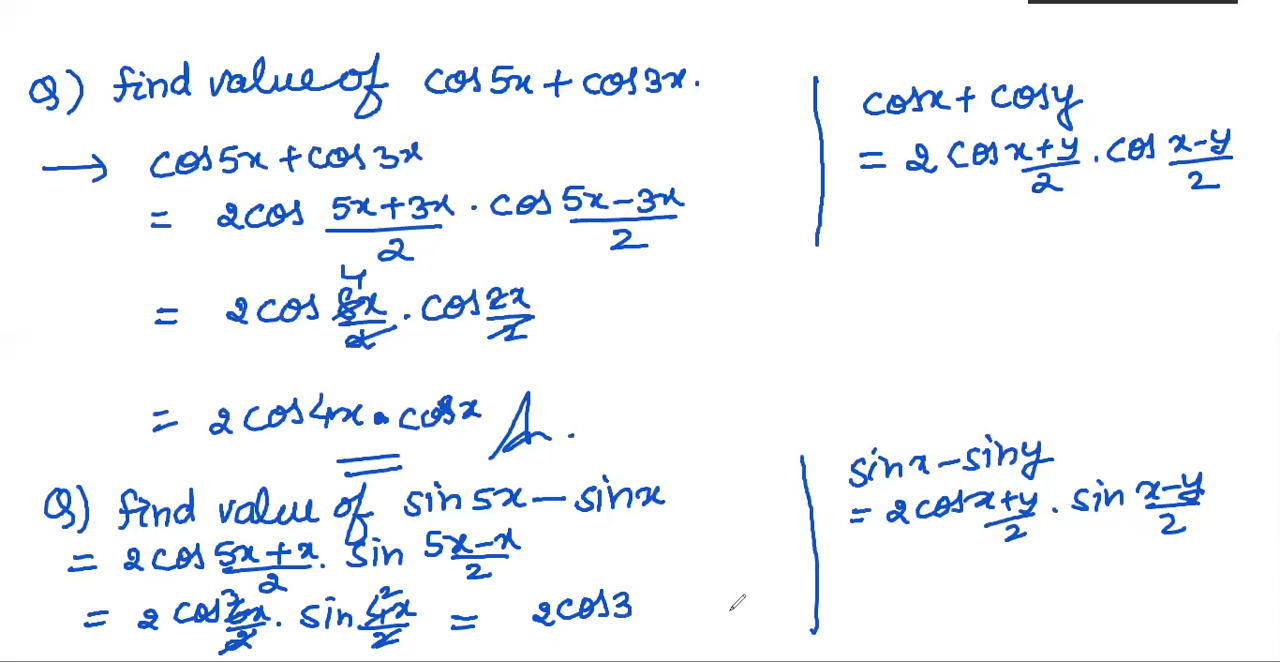 Q) find value of cos5x + cos3x.
→ cos5x + cos3x
= 2cos (5x+3x)/2 . cos (5x-3x)/2
= 2cos 8x/2 4 . cos 2x/2
= 2cos4x . cosx
Q) find value of sin5x - sinx
= 2cos (5x+x)/2 . sin (5x-x)/2
= 2cos 6x/2 3 . sin 4x/2 2 = 2cos3
cosx + cosy
= 2cos (x+y)/2 . cos (x-y)/2
sinx - siny
= 2cos (x+y)/2 . sin (x-y)/2